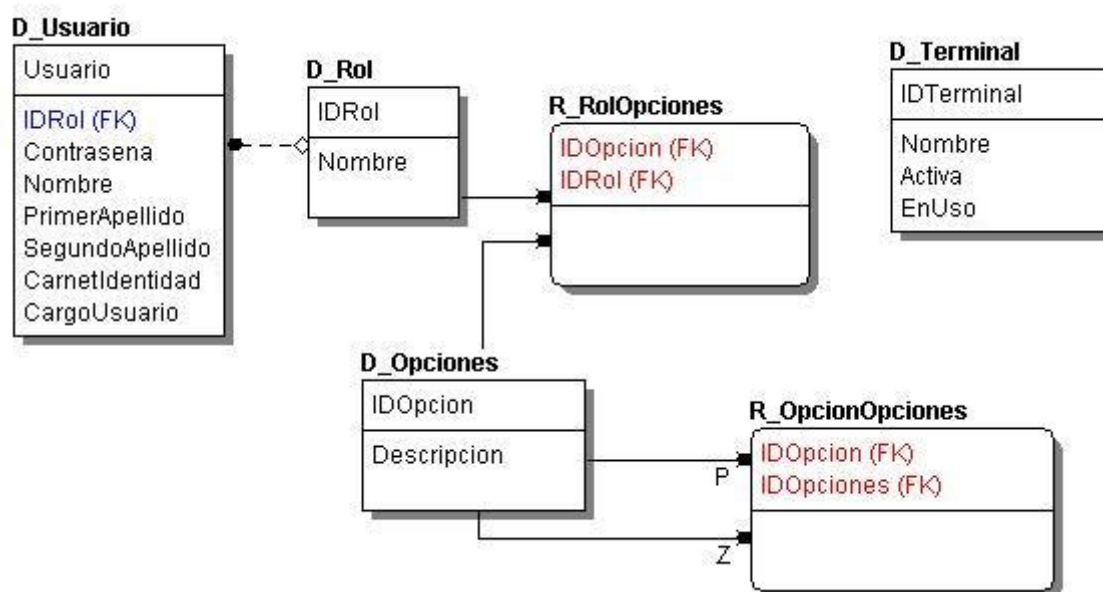 D_Usuario
Usuario
IDRol (FK)
Contrasena
Nombre
PrimerApellido
SegundoApellido
CarnetIdentidad
CargoUsuario
D_Rol
IDRol
Nombre
R_RolOpciones
IDOpcion (FK)
IDRol (FK)
D_Terminal
IDTerminal
Nombre
Activa
EnUso
D_Opciones
IDOpcion
Descripcion
R_OpcionOpciones
IDOpcion (FK)
IDOpciones (FK)
P
Z